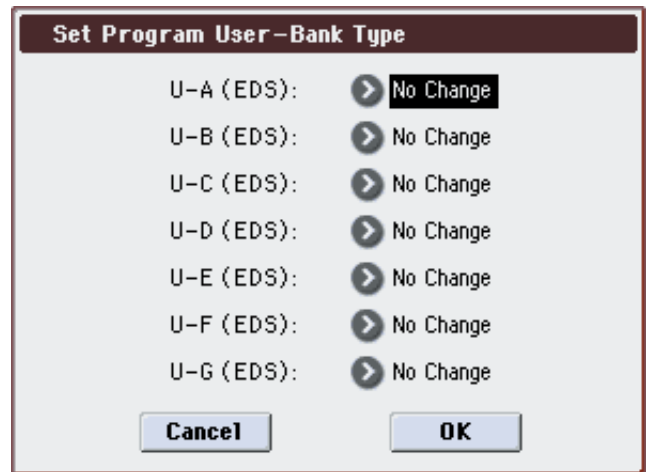 Set Program User-Bank Type
U-A (EDS): No Change
U-B (EDS): No Change
U-C (EDS): No Change
U-D (EDS): No Change
U-E (EDS): No Change
U-F (EDS): No Change
U-G (EDS): No Change
Cancel OK